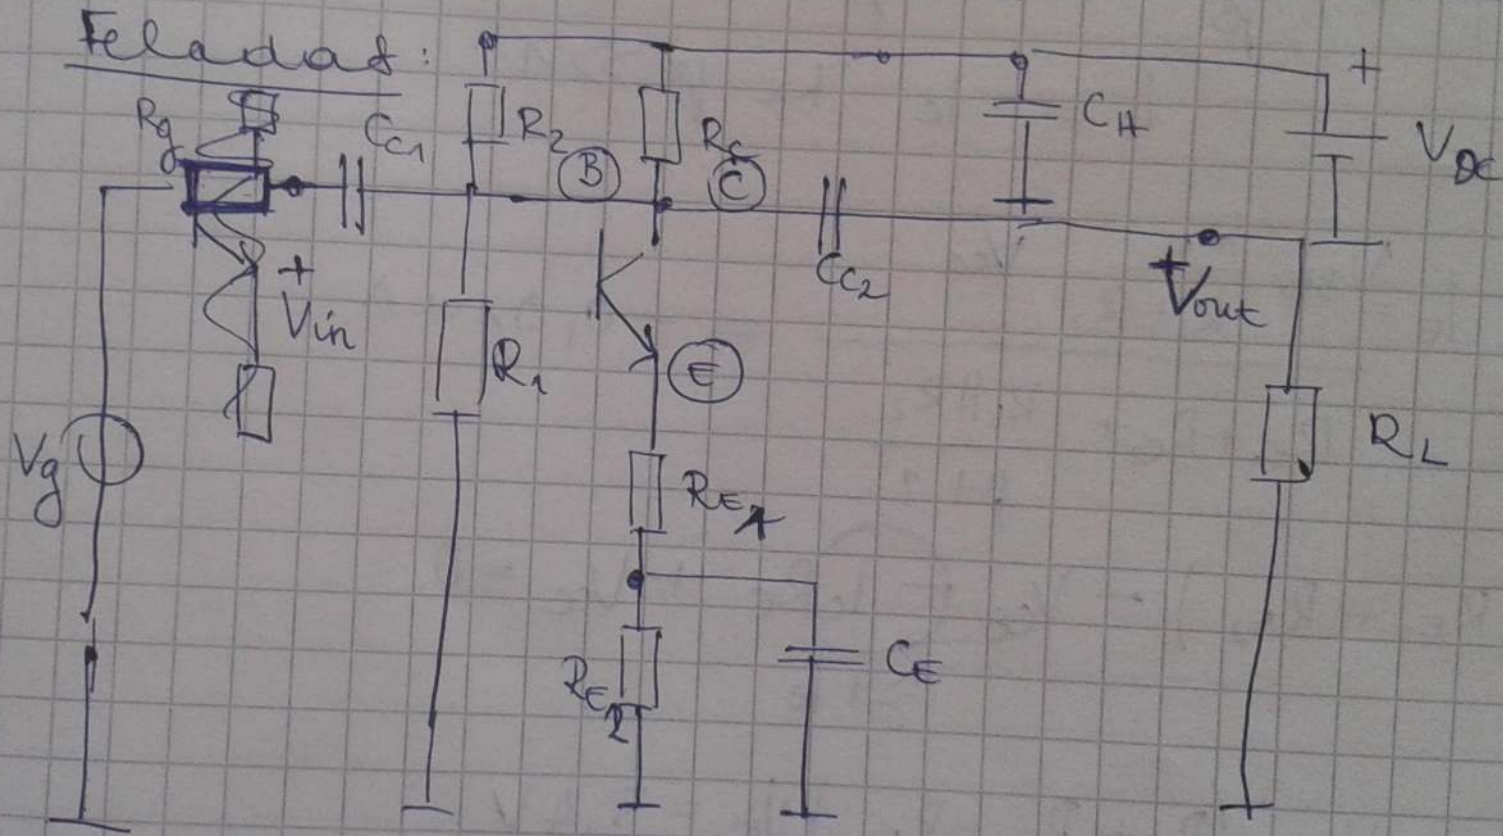 Feladat:
+
Rg
CC1
R2
B
RC
C
CH
VDC
+
Vin
CC2
+
Vout
R1
E
Vg
RL
RE1
RE2
CE